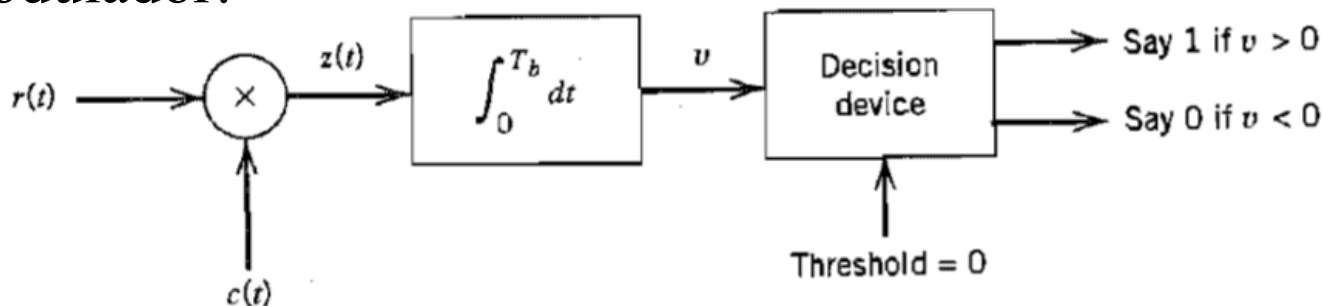 r(t)
×
z(t)
∫₀^{T_b} dt
v
Decision
device
Say 1 if v > 0
Say 0 if v < 0
Threshold = 0
c(t)